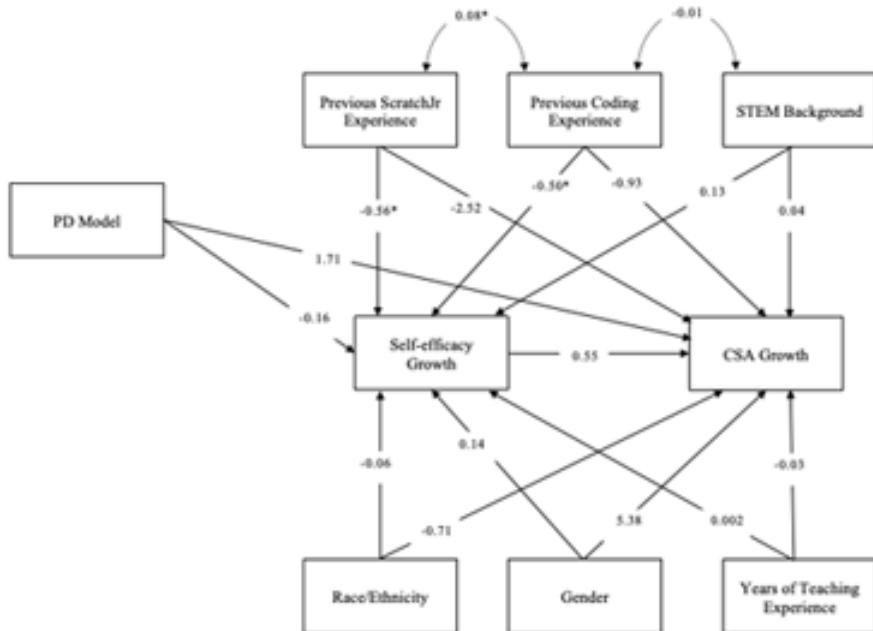 0.08*
-0.01
Previous ScratchJr
Experience
Previous Coding
Experience
STEM Background
PD Model
-0.56*
-2.52
-0.50*
-0.93
0.13
0.04
1.71
-0.16
Self-efficacy
Growth
0.55
CSA Growth
-0.06
0.14
-0.71
5.38
0.002
-0.03
Race/Ethnicity
Gender
Years of Teaching
Experience